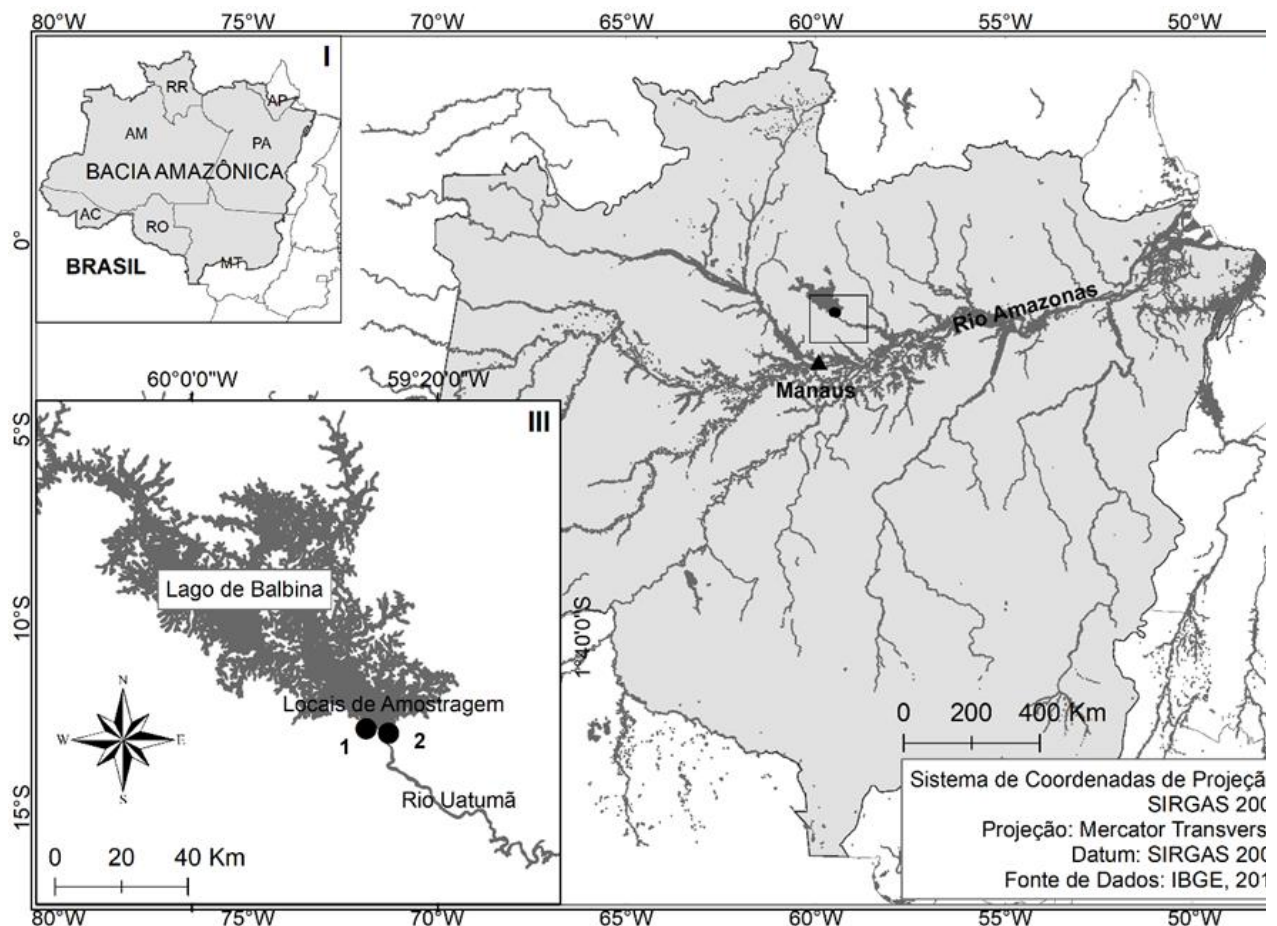 80°W 75°W 70°W 65°W 60°W 55°W 50°W
I
RR
AP
AM
PA
BACIA AMAZÔNICA
AC
RO
MT
BRASIL
0°
5°S
10°S
15°S
Rio Amazonas
Manaus
60°0'0"W 59°20'0"W
III
Lago de Balbina
1°40'0"S
Locais de Amostragem
1 2
N
W E
S
Rio Uatumã
0 20 40 Km
0 200 400 Km
Sistema de Coordenadas de Projeçã
SIRGAS 200
Projeção: Mercator Transvers
Datum: SIRGAS 200
Fonte de Dados: IBGE, 201
80°W 75°W 70°W 65°W 60°W 55°W 50°W